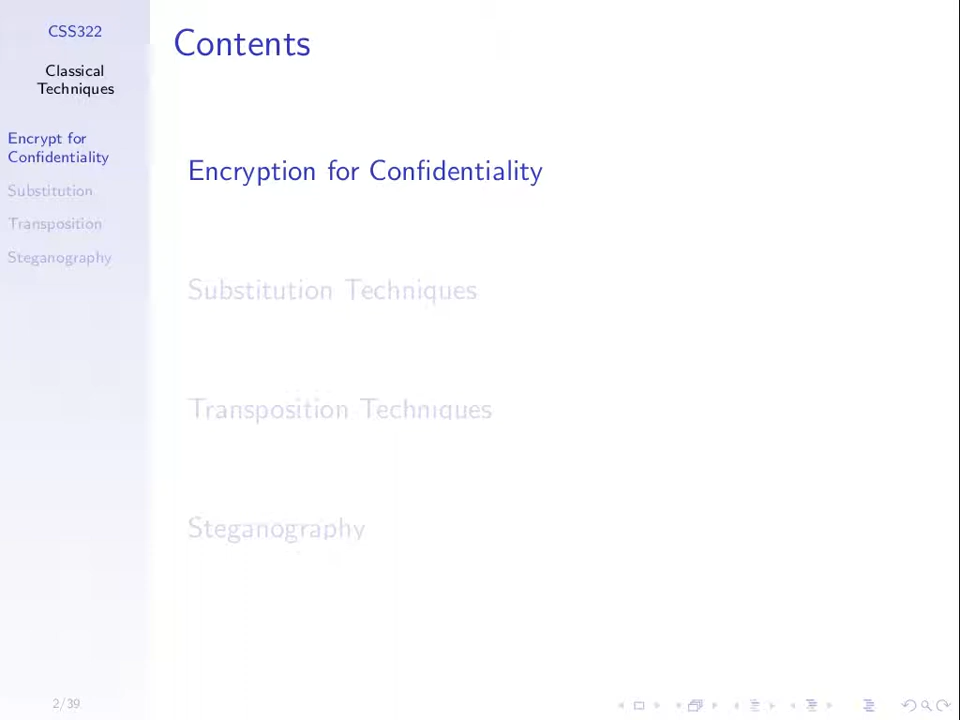 CSS322
Classical
Techniques
Encrypt for
Confidentiality
Substitution
Transposition
Steganography
Contents
Encryption for Confidentiality
Substitution Techniques
Transposition Techniques
Steganography
2/39